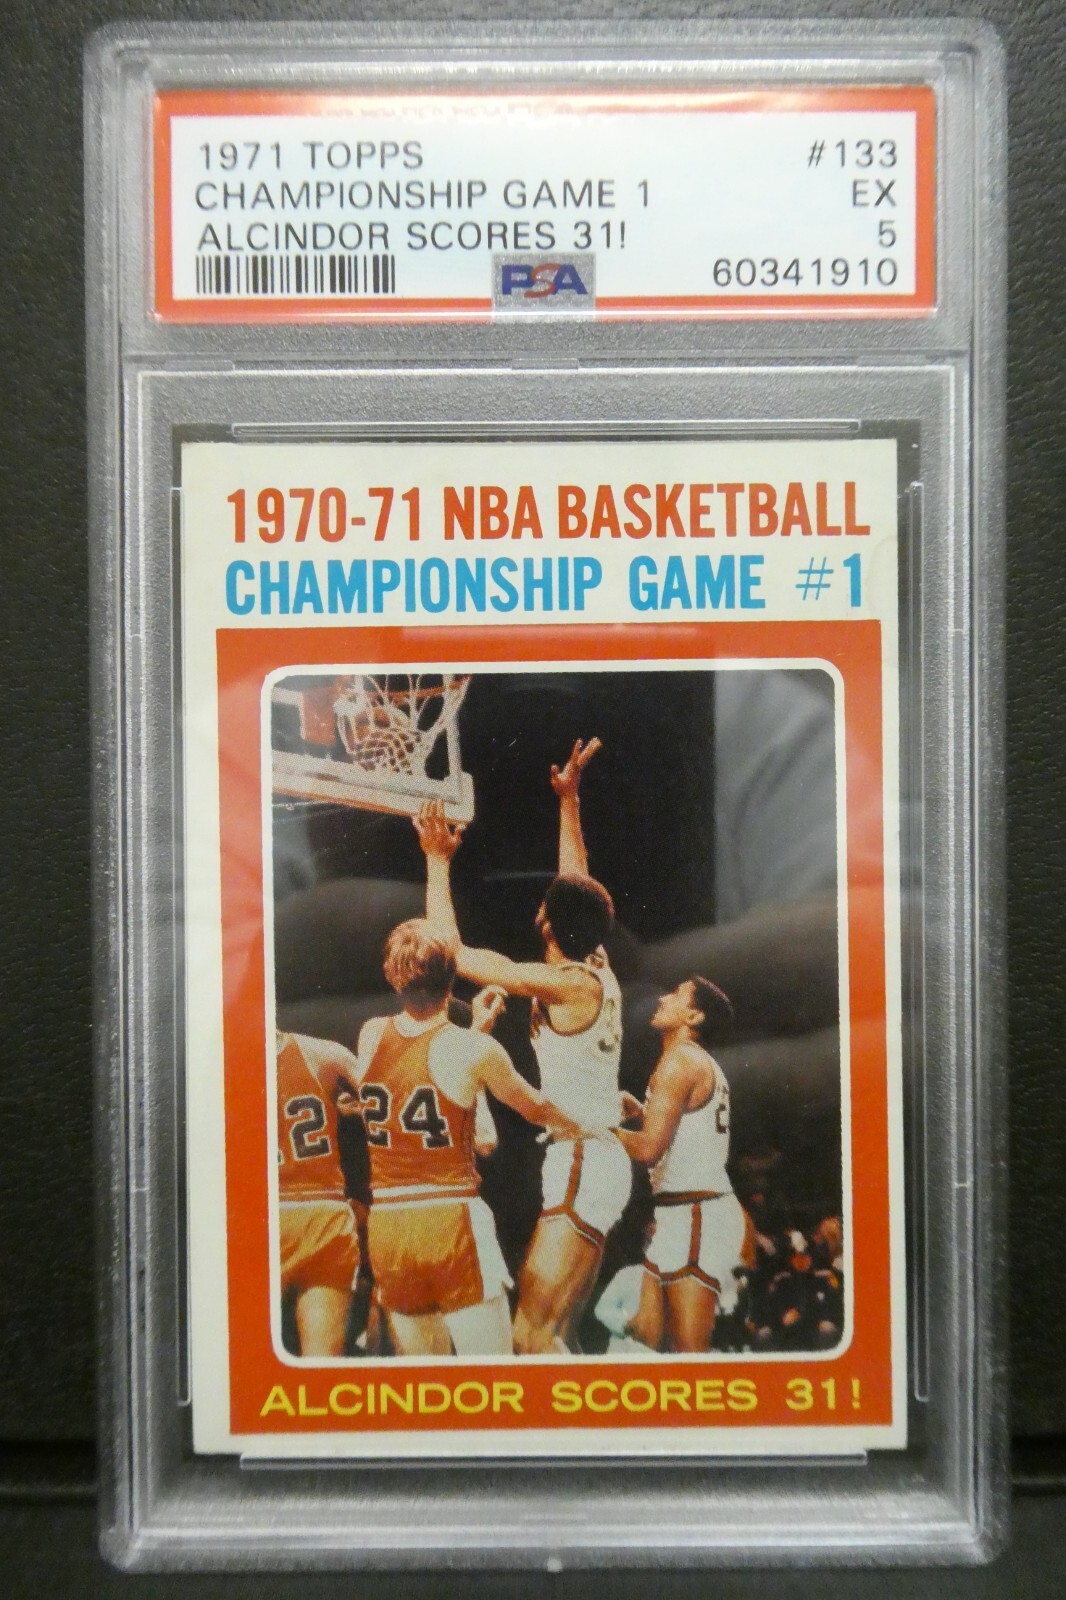 1971 TOPPS #133
CHAMPIONSHIP GAME 1 EX
ALCINDOR SCORES 31! 5
PSA 60341910
1970-71 NBA BASKETBALL
CHAMPIONSHIP GAME #1
24
ALCINDOR SCORES 31!